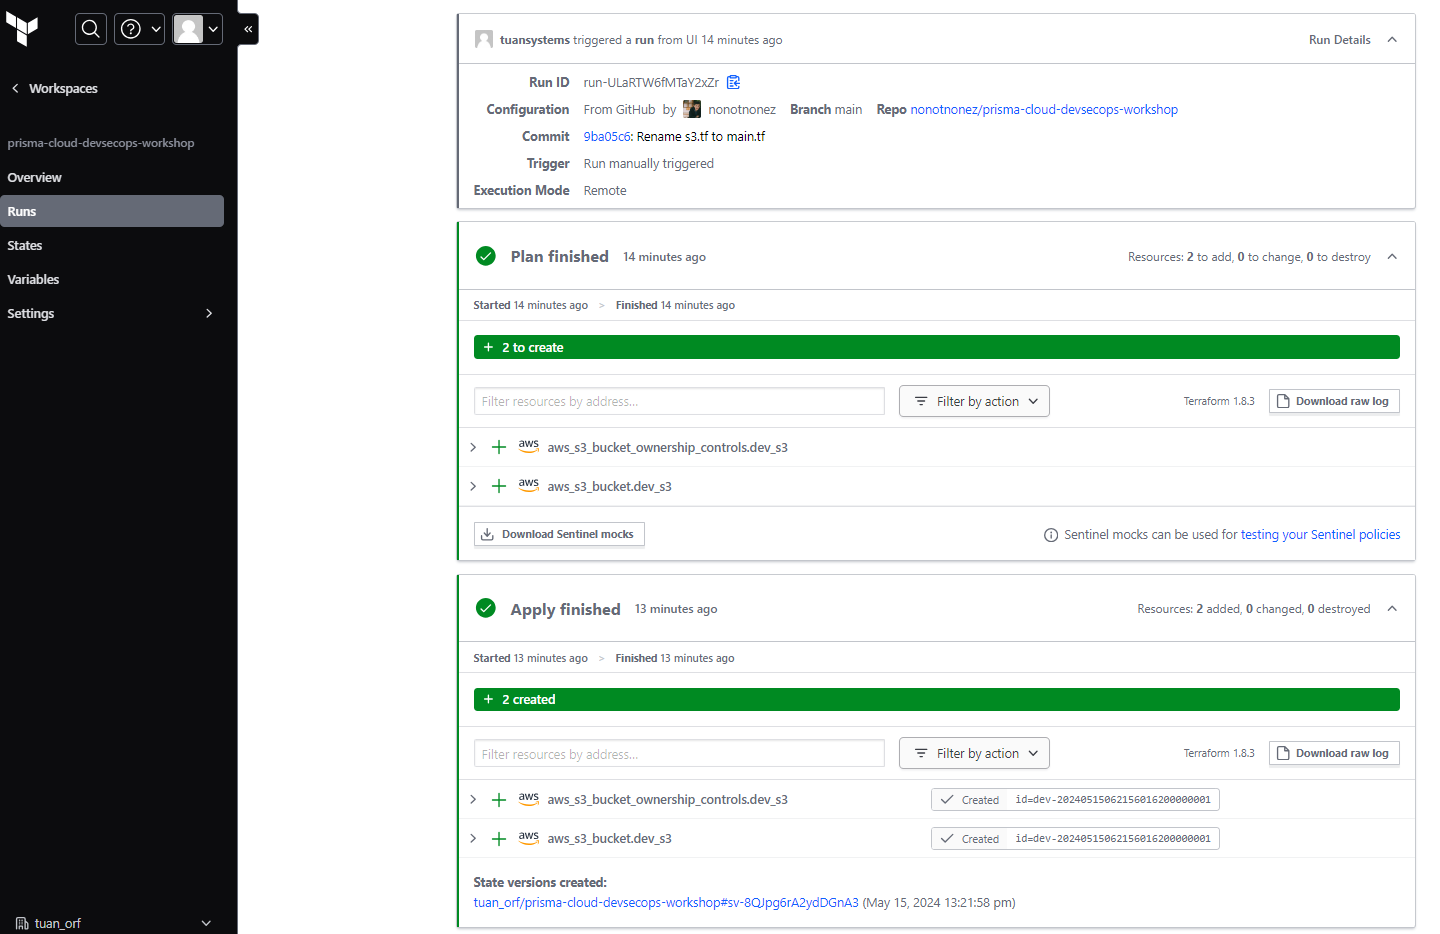 «
Workspaces
prisma-cloud-devsecops-workshop
Overview
Runs
States
Variables
Settings
tuan_orf
tuansystems triggered a run from UI 14 minutes ago
Run Details
Run ID run-ULaRTW6fMTaY2xZr
Configuration From GitHub by nonotnonez Branch main Repo nonotnonez/prisma-cloud-devsecops-workshop
Commit 9ba05c6: Rename s3.tf to main.tf
Trigger Run manually triggered
Execution Mode Remote
Plan finished 14 minutes ago Resources: 2 to add, 0 to change, 0 to destroy
Started 14 minutes ago > Finished 14 minutes ago
+ 2 to create
Filter resources by address... Filter by action Terraform 1.8.3 Download raw log
aws aws_s3_bucket_ownership_controls.dev_s3
aws aws_s3_bucket.dev_s3
Download Sentinel mocks Sentinel mocks can be used for testing your Sentinel policies
Apply finished 13 minutes ago Resources: 2 added, 0 changed, 0 destroyed
Started 13 minutes ago > Finished 13 minutes ago
+ 2 created
Filter resources by address... Filter by action Terraform 1.8.3 Download raw log
aws aws_s3_bucket_ownership_controls.dev_s3 Created id=dev-20240515062156016200000001
aws aws_s3_bucket.dev_s3 Created id=dev-20240515062156016200000001
State versions created:
tuan_orf/prisma-cloud-devsecops-workshop#sv-8QJpg6rA2ydDGnA3 (May 15, 2024 13:21:58 pm)